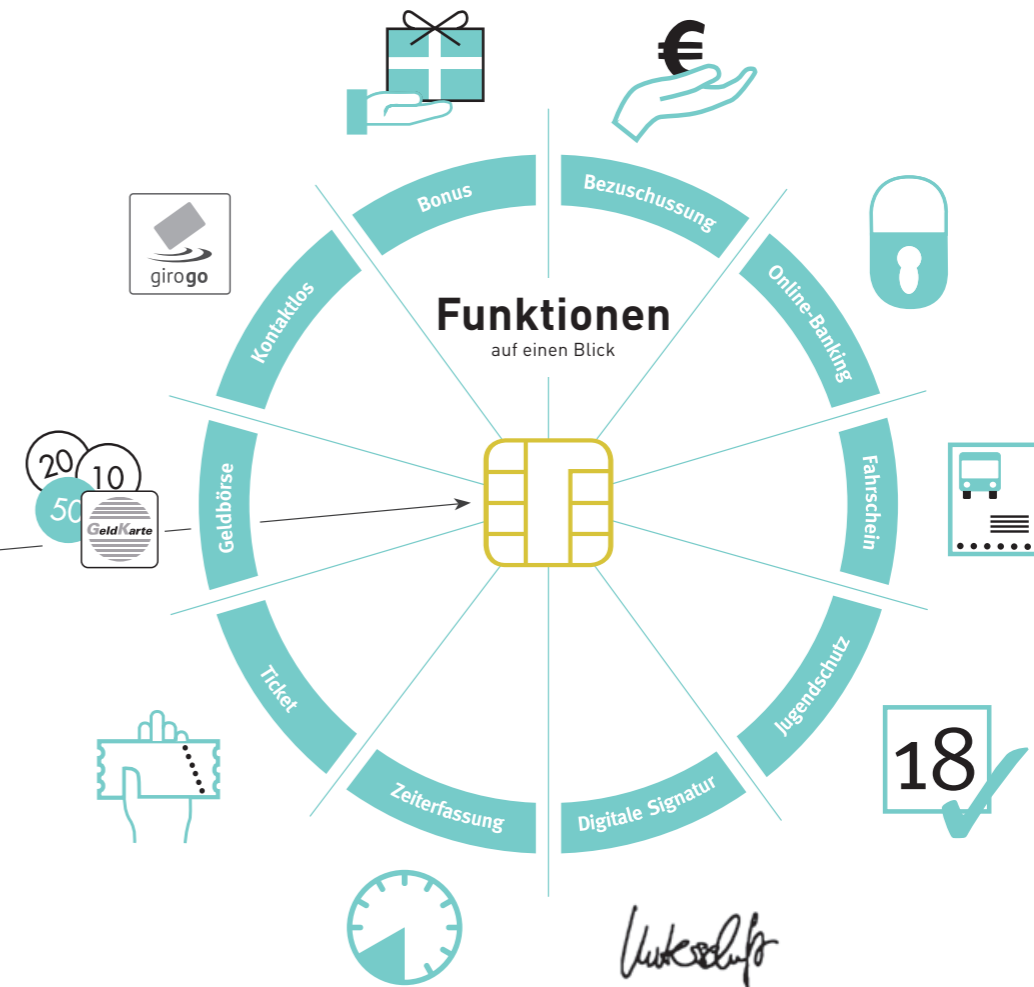 Funktionen
auf einen Blick
Bonus
Bezuschussung
€
Online-Banking
Fahrschein
Jugendschutz
18
Digitale Signatur
Unterschrift
Zeiterfassung
Ticket
Geldbörse
20
10
50
GeldKarte
Kontaktlos
girogo